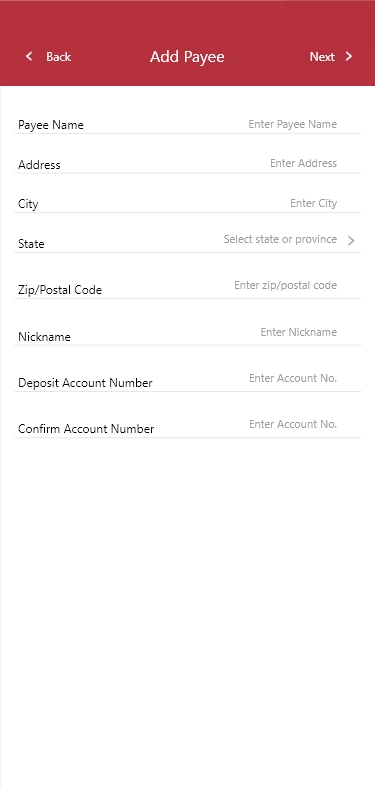 Back Add Payee Next
Payee Name Enter Payee Name
Address Enter Address
City Enter City
State Select state or province
Zip/Postal Code Enter zip/postal code
Nickname Enter Nickname
Deposit Account Number Enter Account No.
Confirm Account Number Enter Account No.